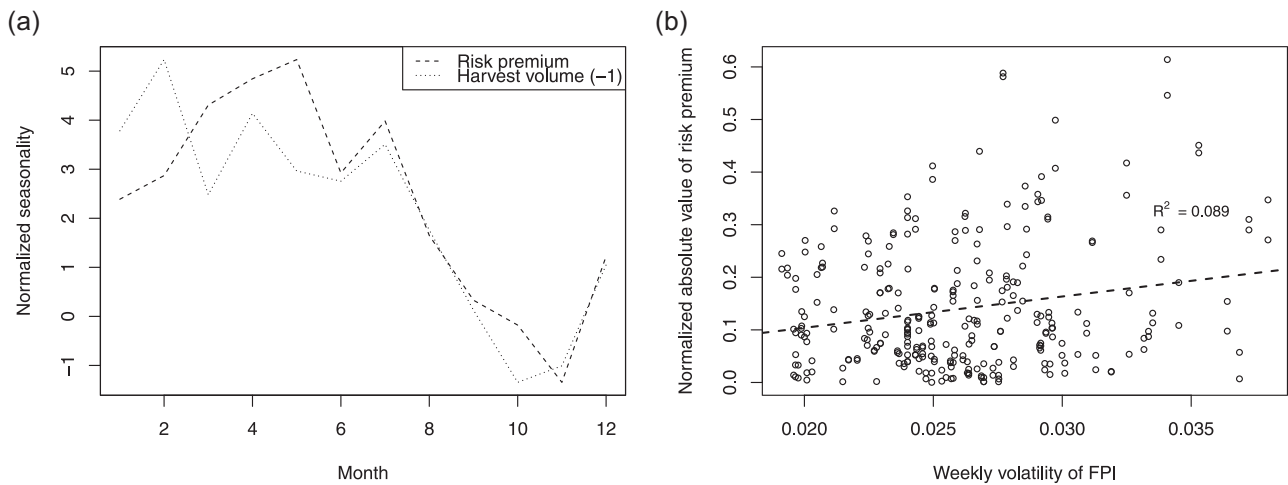 (a)
Normalized seasonality
5
4
3
2
1
0
−1
Risk premium
Harvest volume (−1)
2 4 6 8 10 12
Month
(b)
Normalized absolute value of risk premium
0.6
0.5
0.4
0.3
0.2
0.1
0.0
R² = 0.089
0.020 0.025 0.030 0.035
Weekly volatility of FPI